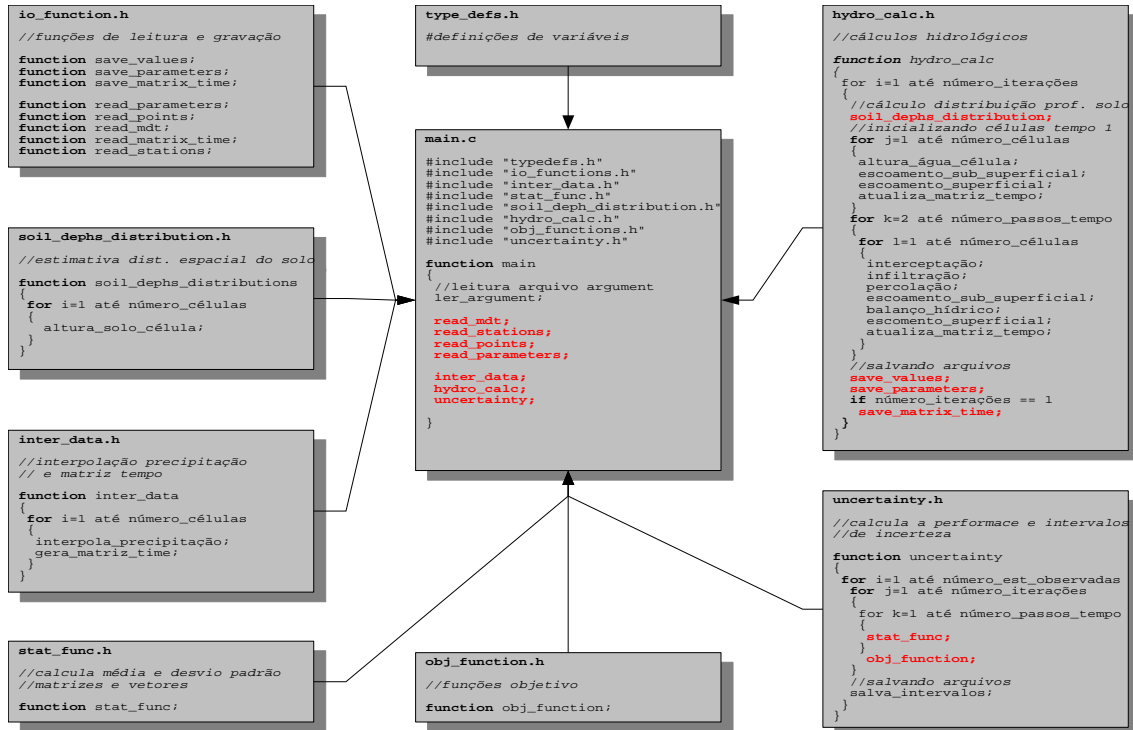 io_function.h
//funções de leitura e gravação
function save_values;
function save_parameters;
function save_matrix_time;
function read_parameters;
function read_points;
function read_mdt;
function read_matrix_time;
function read_stations;
soil_dephs_distribution.h
//estimativa dist. espacial do solo
function soil_dephs_distributions
{
for i=1 até número_células
{
altura_solo_célula;
}
}
inter_data.h
//interpolação precipitação
// e matriz tempo
function inter_data
{
for i=1 até número_células
{
interpola_precipitação;
gera_matriz_time;
}
}
stat_func.h
//calcula média e desvio padrão
//matrizes e vetores
function stat_func;
type_defs.h
#definições de variáveis
main.c
#include "typedefs.h"
#include "io_functions.h"
#include "inter_data.h"
#include "stat_func.h"
#include "soil_deph_distribution.h"
#include "hydro_calc.h"
#include "obj_functions.h"
#include "uncertainty.h"
function main
{
//leitura arquivo argument
ler_argument;
read_mdt;
read_stations;
read_points;
read_parameters;
inter_data;
hydro_calc;
uncertainty;
}
obj_function.h
//funções objetivo
function obj_function;
hydro_calc.h
//cálculos hidrológicos
function hydro_calc
{
for i=1 até número_iterações
{
//cálculo distribuição prof. solo
soil_dephs_distribution;
//inicializando células tempo 1
for j=1 até número_células
{
altura_água_célula;
escoamento_sub_superficial;
escoamento_superficial;
atualiza_matriz_tempo;
}
for k=2 até número_passos_tempo
{
for l=1 até número_células
{
interceptação;
infiltração;
percolação;
escoamento_sub_superficial;
balanço_hídrico;
escomento_superficial;
atualiza_matriz_tempo;
}
}
//salvando arquivos
save_values;
save_parameters;
if número_iterações == 1
save_matrix_time;
}
}
uncertainty.h
//calcula a performace e intervalos
//de incerteza
function uncertainty
{
for i=1 até número_est_observadas
for j=1 até número_iterações
{
for k=1 até número_passos_tempo
{
stat_func;
}
obj_function;
}
//salvando arquivos
salva_intervalos;
}
}